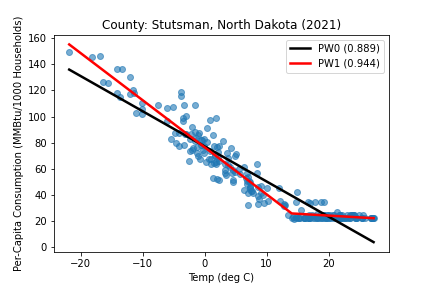 County: Stutsman, North Dakota (2021)
PW0 (0.889)
PW1 (0.944)
Per-Capita Consumption (MMBtu/1000 Households)
160
140
120
100
80
60
40
20
0
−20
−10
0
10
20
Temp (deg C)